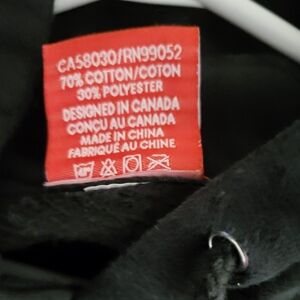 CA58030/RN99052
70% COTTON/COTON
30% POLYESTER
DESIGNED IN CANADA
CONÇU AU CANADA
MADE IN CHINA
FABRIQUÉ AU CHINE